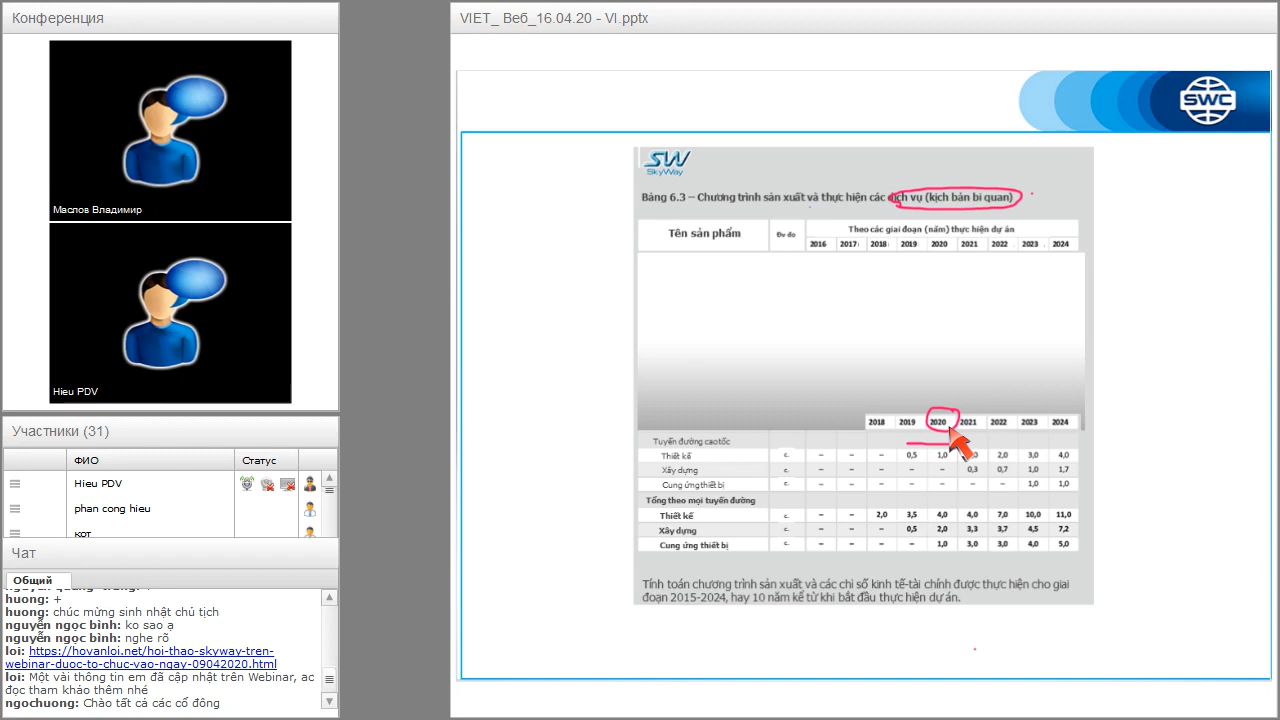 Конференция
Маслов Владимир
Hieu PDV
Участники (31)
ФИО Статус
Hieu PDV
phan cong hieu
кот
Чат
Общий
huong: +
huong: chúc mừng sinh nhật chủ tịch
nguyễn ngọc bình: ko sao ạ
nguyễn ngọc bình: nghe rõ
loi: https://hovanloi.net/hoi-thao-skyway-tren-
webinar-duoc-to-chuc-vao-ngay-09042020.html
loi: Một vài thông tin em đã cập nhật trên Webinar, ac
đọc tham khảo thêm nhé
ngochuong: Chào tất cả các cổ đông
VIET_ Веб_16.04.20 - VI.pptx
SWC
SW
SkyWay
Bảng 6.3 – Chương trình sản xuất và thực hiện các dịch vụ (kịch bản bi quan)
Tên sản phẩm Đv đo Theo các giai đoạn (năm) thực hiện dự án
2016 2017 2018 2019 2020 2021 2022 2023 2024
2018 2019 2020 2021 2022 2023 2024
Tuyến đường caotốc
Thiết kế c. – – – 0,5 1,0 2,0 3,0 4,0
Xây dựng c. – – – – – 0,3 0,7 1,0 1,7
Cung ứng thiết bị c. – – – – – – – 1,0 1,0
Tổng theo mọi tuyến đường
Thiết kế c. – – 2,0 3,5 4,0 4,0 7,0 10,0 11,0
Xây dựng c. – – – 0,5 2,0 3,3 3,7 4,5 7,2
Cung ứng thiết bị c. – – – – 1,0 3,0 3,0 4,0 5,0
Tính toán chương trình sản xuất và các chỉ số kinh tế-tài chính được thực hiện cho giai
đoạn 2015-2024, hay 10 năm kể từ khi bắt đầu thực hiện dự án.